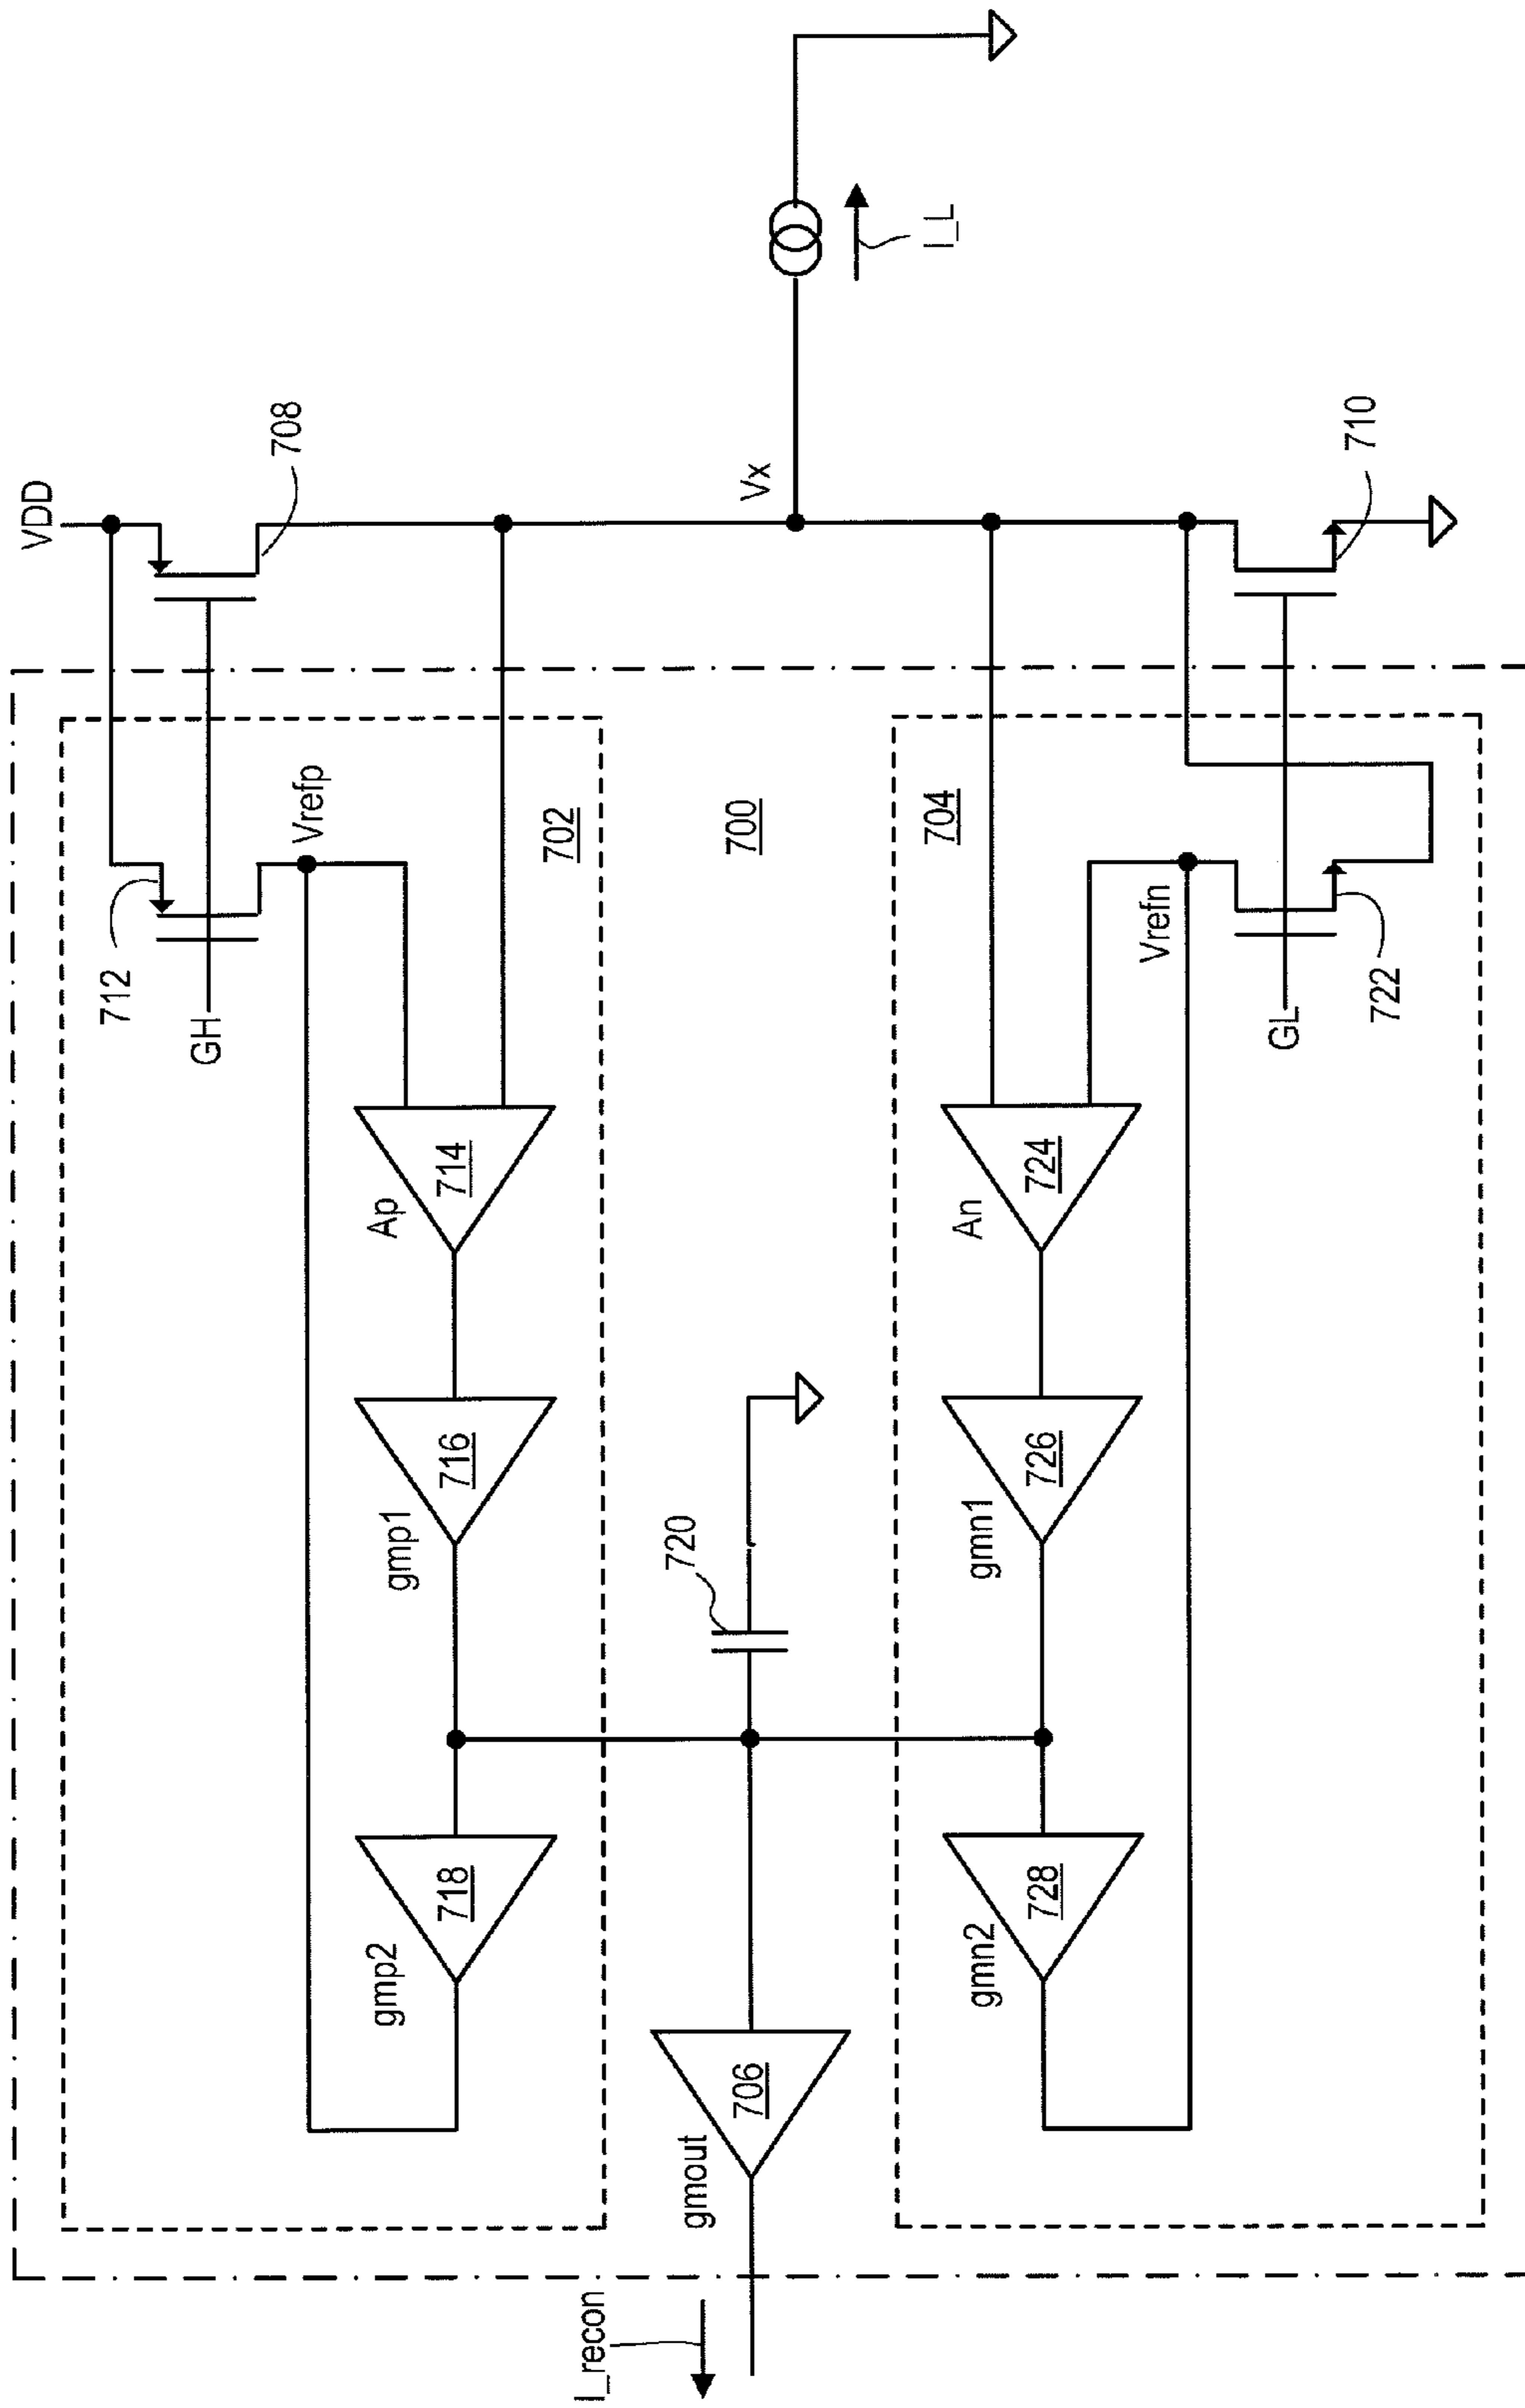 VDD
708
712
GH
Vrefp
702
Ap
714
gmp1
716
gmp2
718
Vx
I_L
700
720
gmout
706
I_recon
704
Vrefn
An
724
gmn1
726
gmn2
728
GL
722
710